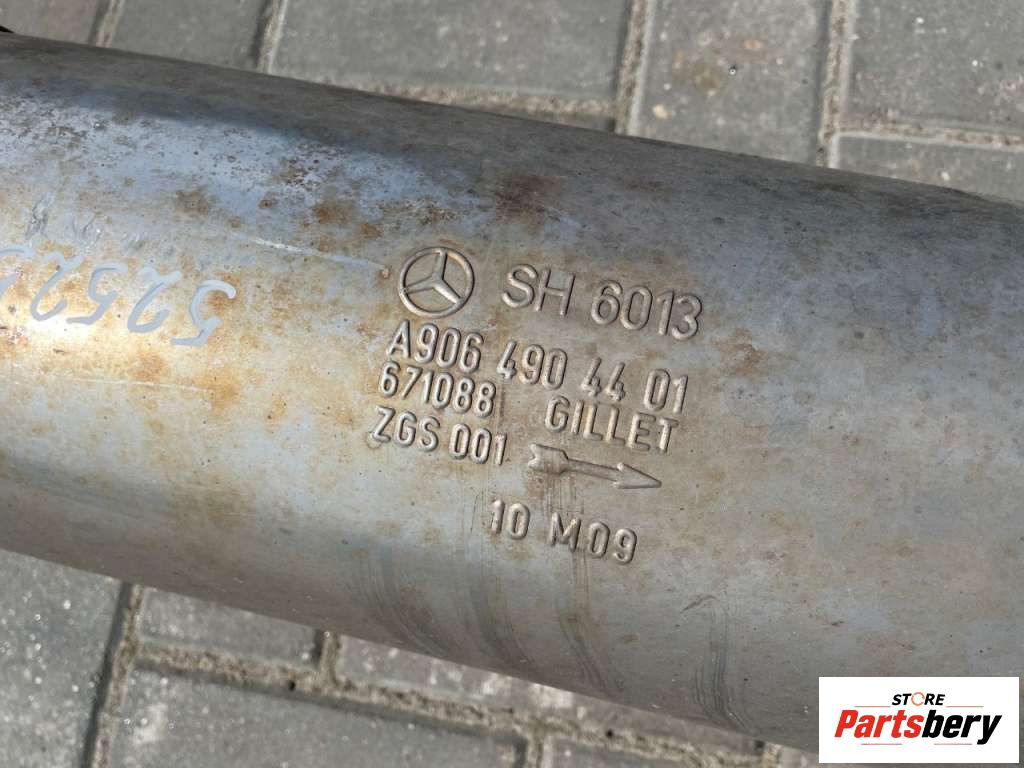 SH 6013
A906 490 44 01
671088 GILLET
ZGS 001
10 M09
STORE
Partsbery